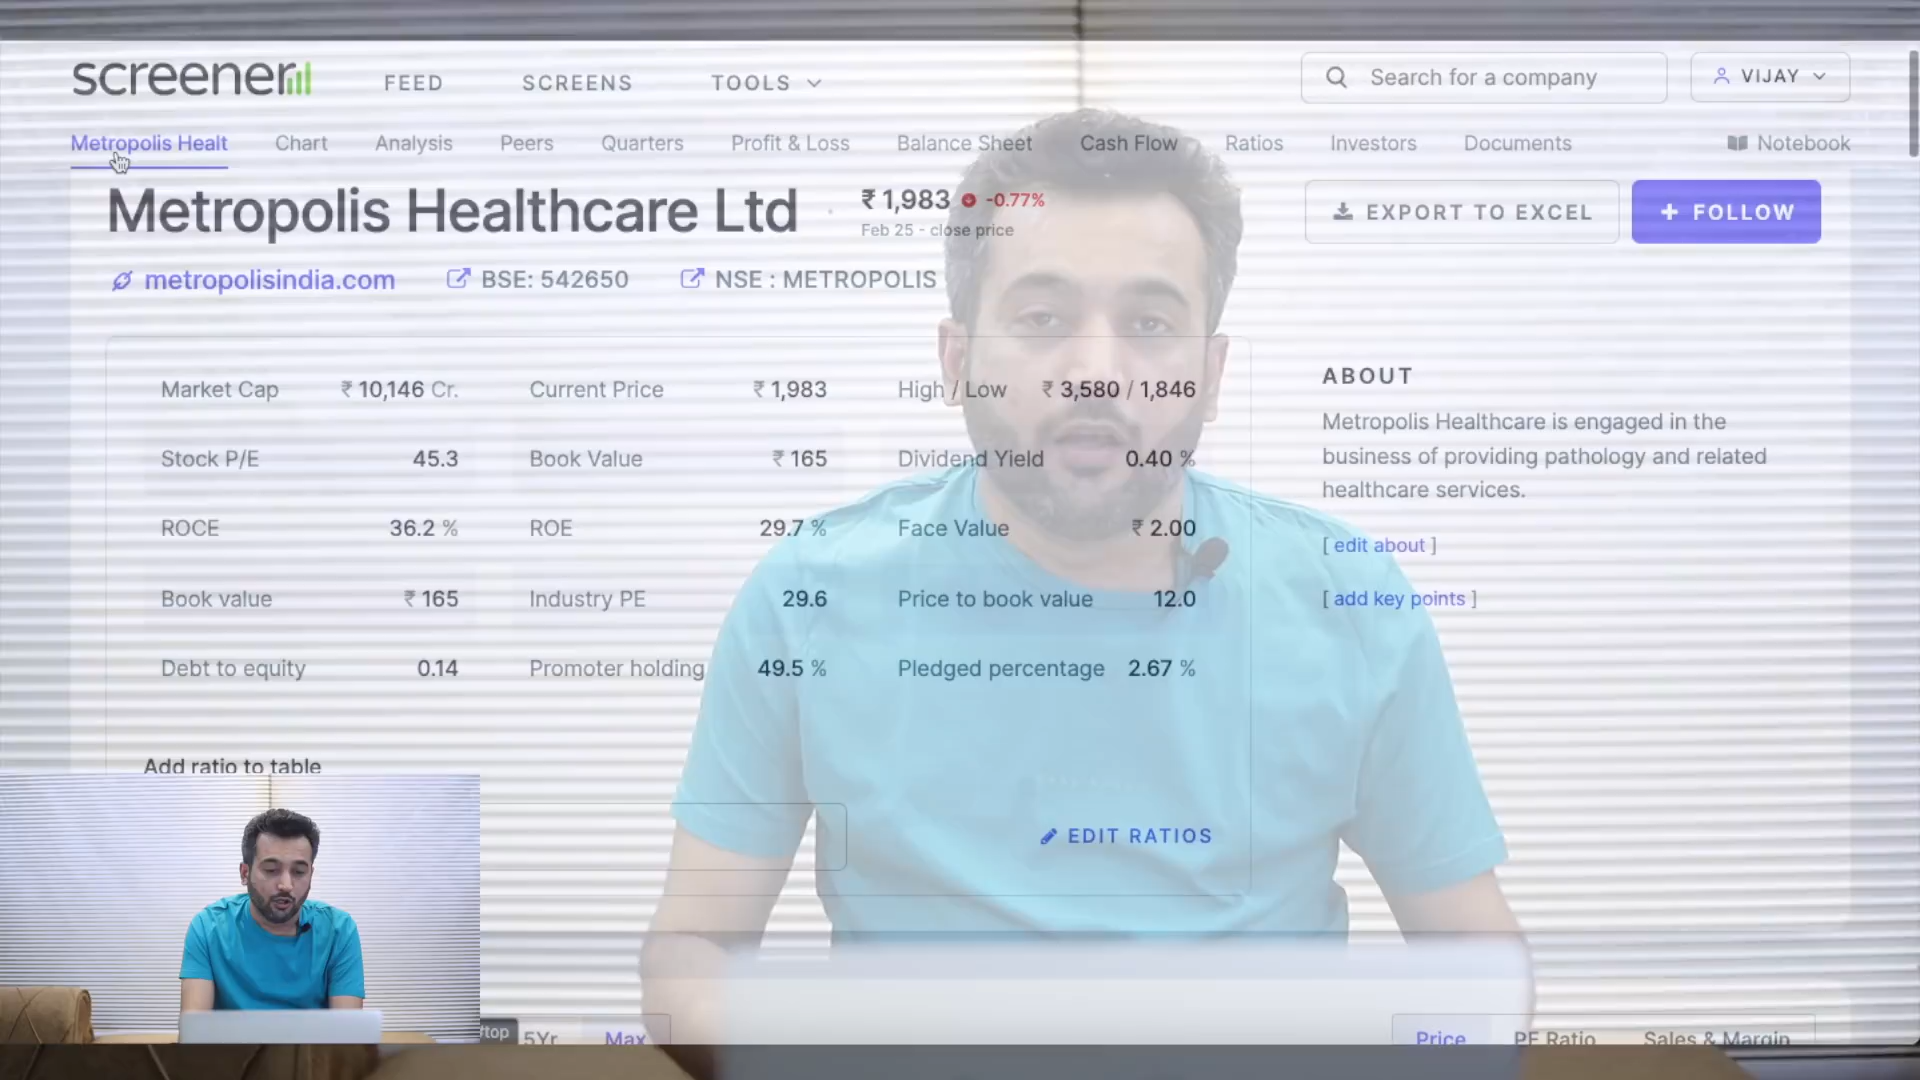 screener FEED SCREENS TOOLS Search for a company VIJAY
Metropolis Healt Chart Analysis Peers Quarters Profit & Loss Balance Sheet Cash Flow Ratios Investors Documents Notebook
Metropolis Healthcare Ltd ₹ 1,983 -0.77% EXPORT TO EXCEL + FOLLOW
Feb 25 - close price
metropolisindia.com BSE: 542650 NSE : METROPOLIS
Market Cap ₹ 10,146 Cr. Current Price ₹ 1,983 High / Low ₹ 3,580 / 1,846
Stock P/E 45.3 Book Value ₹ 165 Dividend Yield 0.40 %
ROCE 36.2 % ROE 29.7 % Face Value ₹ 2.00
Book value ₹ 165 Industry PE 29.6 Price to book value 12.0
Debt to equity 0.14 Promoter holding 49.5 % Pledged percentage 2.67 %
Add ratio to table
EDIT RATIOS
ABOUT
Metropolis Healthcare is engaged in the
business of providing pathology and related
healthcare services.
[ edit about ]
[ add key points ]
5Yr Max Price PE Ratio Sales & Margin